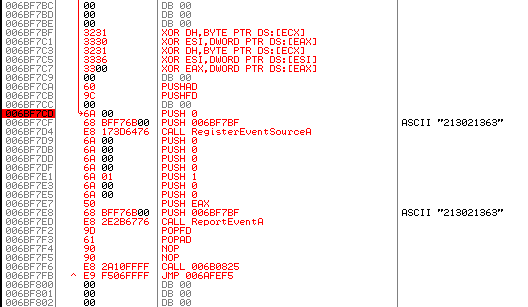 006BF7BC 00 DB 00
006BF7BD 00 DB 00
006BF7BE 00 DB 00
006BF7BF 3231 XOR DH,BYTE PTR DS:[ECX]
006BF7C1 3330 XOR ESI,DWORD PTR DS:[EAX]
006BF7C3 3231 XOR DH,BYTE PTR DS:[ECX]
006BF7C5 3336 XOR ESI,DWORD PTR DS:[ESI]
006BF7C7 3300 XOR EAX,DWORD PTR DS:[EAX]
006BF7C9 00 DB 00
006BF7CA 60 PUSHAD
006BF7CB 9C PUSHFD
006BF7CC 00 DB 00
006BF7CD 6A 00 PUSH 0
006BF7CF 68 BFF76B00 PUSH 006BF7BF ASCII "213021363"
006BF7D4 E8 173D6476 CALL RegisterEventSourceA
006BF7D9 6A 00 PUSH 0
006BF7DB 6A 00 PUSH 0
006BF7DD 6A 00 PUSH 0
006BF7DF 6A 00 PUSH 0
006BF7E1 6A 01 PUSH 1
006BF7E3 6A 00 PUSH 0
006BF7E5 6A 00 PUSH 0
006BF7E7 50 PUSH EAX
006BF7E8 68 BFF76B00 PUSH 006BF7BF ASCII "213021363"
006BF7ED E8 2E2B6776 CALL ReportEventA
006BF7F2 9D POPFD
006BF7F3 61 POPAD
006BF7F4 90 NOP
006BF7F5 90 NOP
006BF7F6 E8 2A10FFFF CALL 006B0825
006BF7FB ^ E9 F506FFFF JMP 006AFEF5
006BF800 00 DB 00
006BF801 00 DB 00
006BF802 00 DB 00